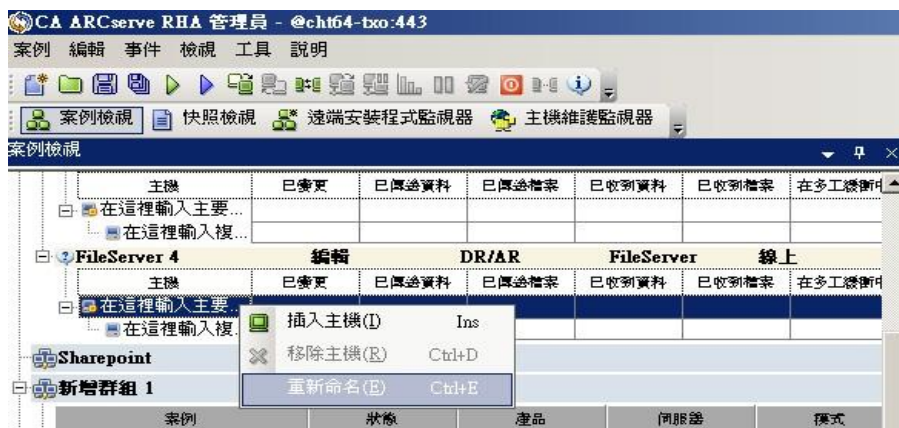 CA ARCserve RHA 管理員 - @cht64-txo:443
案例 編輯 事件 檢視 工具 說明
案例檢視 快照檢視 遠端安裝程式監視器 主機維護監視器
案例檢視
主機 已變更 已傳送資料 已傳送檔案 已收到資料 已收到檔案 在多工緩衝中
在這裡輸入主要...
在這裡輸入複...
FileServer 4 編輯 DR/AR FileServer 線上
主機 已變更 已傳送資料 已傳送檔案 已收到資料 已收到檔案 在多工緩衝中
在這裡輸入主要...
在這裡輸入複.
插入主機(I) Ins
移除主機(R) Ctrl+D
重新命名(E) Ctrl+E
Sharepoint
新增群組 1
案例 狀態 產品 伺服器 模式